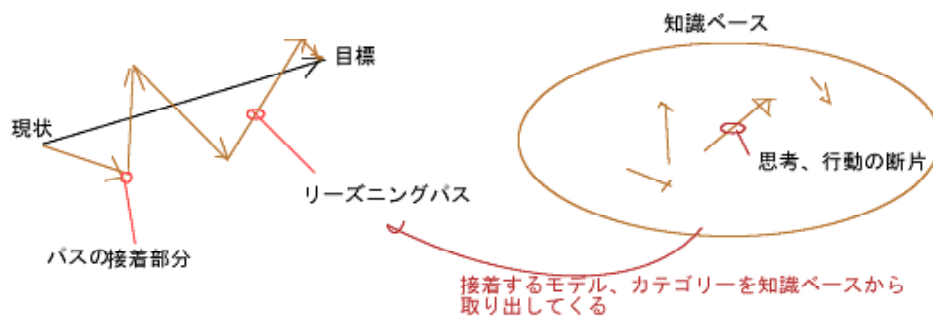 知識ベース
目標
現状
思考、行動の断片
リーズニングパス
パスの接着部分
接着するモデル、カテゴリーを知識ベースから
取り出してくる